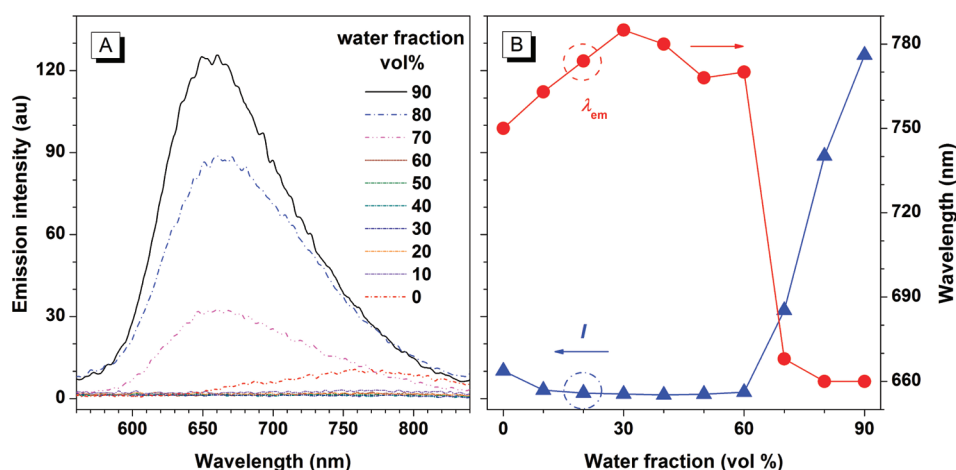 A
water fraction
vol%
90
80
70
60
50
40
30
20
10
0
120
90
60
30
0
Emission intensity (au)
600
700
800
Wavelength (nm)
B
λem
I
780
750
720
690
660
Wavelength (nm)
0
30
60
90
Water fraction (vol %)